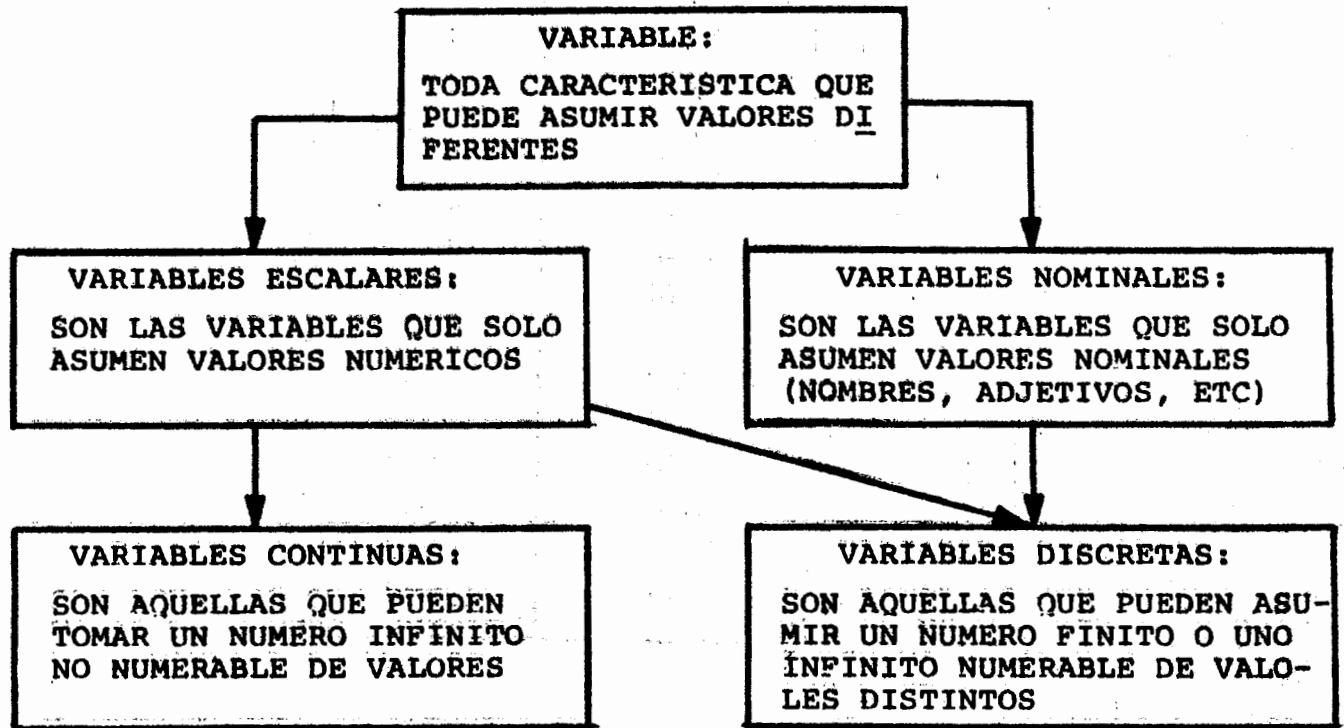 VARIABLE:
TODA CARACTERISTICA QUE
PUEDE ASUMIR VALORES DI
FERENTES
VARIABLES ESCALARES:
SON LAS VARIABLES QUE SOLO
ASUMEN VALORES NUMERICOS
VARIABLES NOMINALES:
SON LAS VARIABLES QUE SOLO
ASUMEN VALORES NOMINALES
(NOMBRES, ADJETIVOS, ETC)
VARIABLES CONTINUAS:
SON AQUELLAS QUE PUEDEN
TOMAR UN NUMERO INFINITO
NO NUMERABLE DE VALORES
VARIABLES DISCRETAS:
SON AQUELLAS QUE PUEDEN ASU-
MIR UN NUMERO FINITO O UNO
INFINITO NUMERABLE DE VALO-
LES DISTINTOS